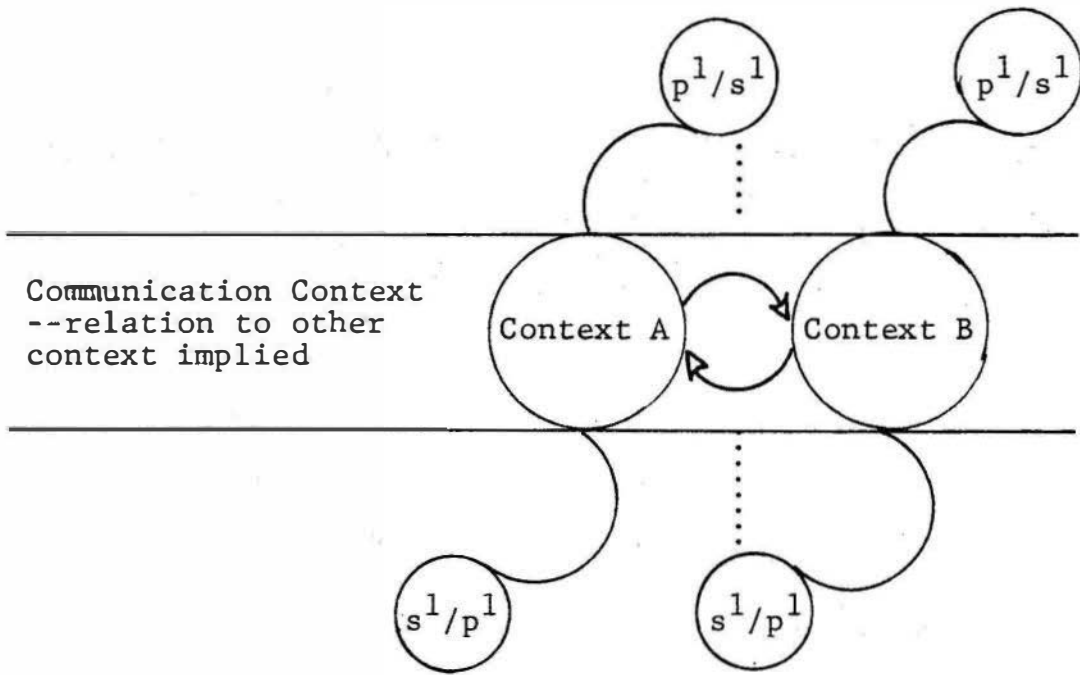 p¹/s¹ p¹/s¹
Communication Context
--relation to other
context implied
Context A Context B
s¹/p¹ s¹/p¹